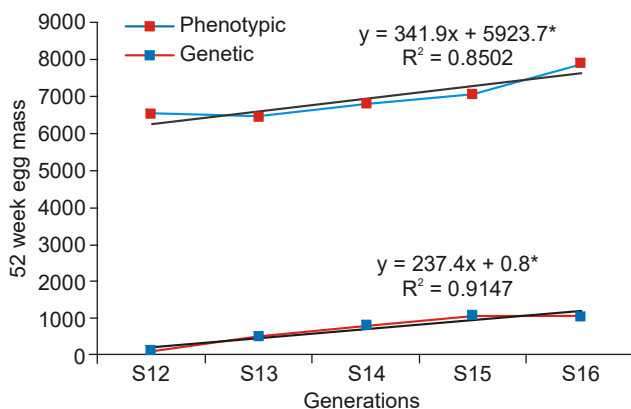 9000
8000
7000
6000
5000
4000
3000
2000
1000
0
52 week egg mass
Phenotypic
Genetic
y = 341.9x + 5923.7*
R² = 0.8502
y = 237.4x + 0.8*
R² = 0.9147
S12 S13 S14 S15 S16
Generations